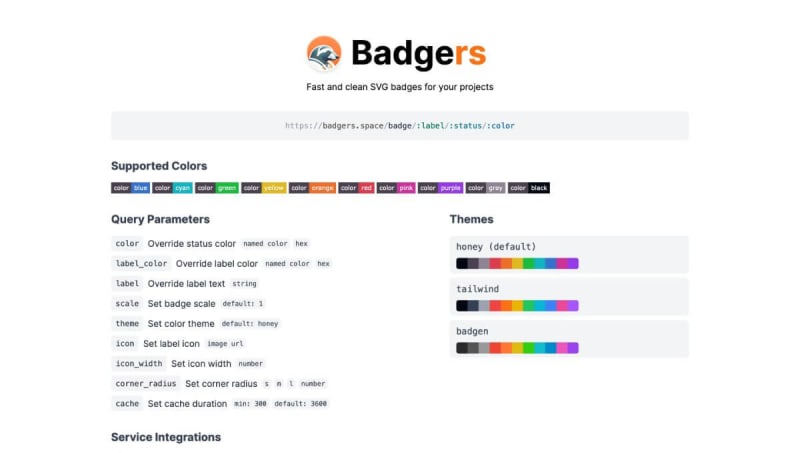 Badgers
Fast and clean SVG badges for your projects
https://badgers.space/badge/:label/:status/:color
Supported Colors
color blue color cyan color green color yellow color orange color red color pink color purple color gray color black
Query Parameters
color Override status color named color hex
label_color Override label color named color hex
label Override label text string
scale Set badge scale default: 1
theme Set color theme default: honey
icon Set label icon image url
icon_width Set icon width number
corner_radius Set corner radius s m l number
cache Set cache duration min: 300 default: 3600
Themes
honey (default)
tailwind
badgen
Service Integrations